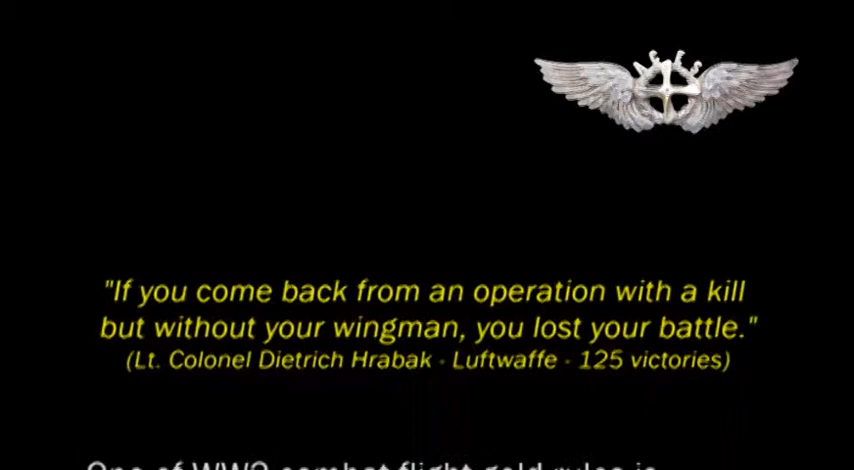 "If you come back from an operation with a kill
but without your wingman, you lost your battle."
(Lt. Colonel Dietrich Hrabak - Luftwaffe - 125 victories)
One of WW2 combat flight gold rules is